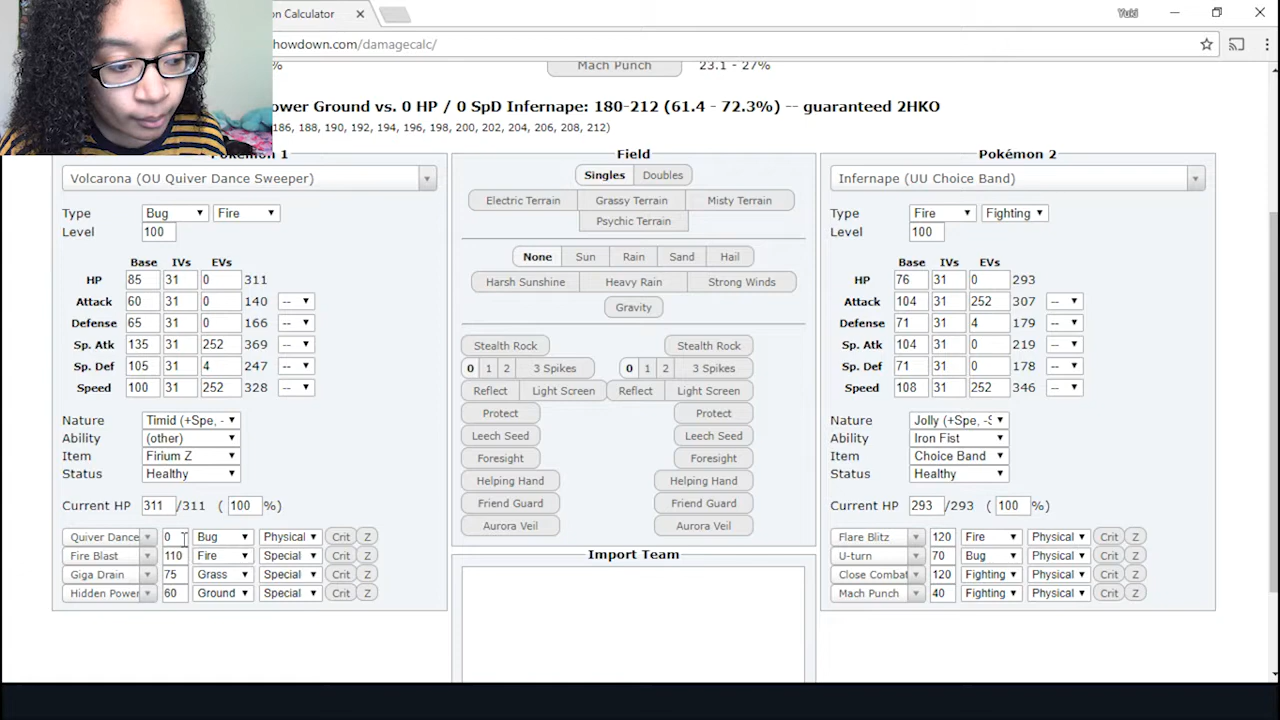 on Calculator
Yuki
howdown.com/damagecalc/
%
Mach Punch 23.1 - 27%
ower Ground vs. 0 HP / 0 SpD Infernape: 180-212 (61.4 - 72.3%) -- guaranteed 2HKO
186, 188, 190, 192, 194, 196, 198, 200, 202, 204, 206, 208, 212)
Pokémon 1
Volcarona (OU Quiver Dance Sweeper)
Type Bug Fire
Level 100
Base IVs EVs
HP 85 31 0 311
Attack 60 31 0 140 --
Defense 65 31 0 166 --
Sp. Atk 135 31 252 369 --
Sp. Def 105 31 4 247 --
Speed 100 31 252 328 --
Nature Timid (+Spe, -
Ability (other)
Item Firium Z
Status Healthy
Current HP 311 /311 ( 100 %)
Quiver Dance 0 Bug Physical Crit Z
Fire Blast 110 Fire Special Crit Z
Giga Drain 75 Grass Special Crit Z
Hidden Power 60 Ground Special Crit Z
Field
Singles Doubles
Electric Terrain Grassy Terrain Misty Terrain
Psychic Terrain
None Sun Rain Sand Hail
Harsh Sunshine Heavy Rain Strong Winds
Gravity
Stealth Rock Stealth Rock
0 1 2 3 Spikes 0 1 2 3 Spikes
Reflect Light Screen Reflect Light Screen
Protect Protect
Leech Seed Leech Seed
Foresight Foresight
Helping Hand Helping Hand
Friend Guard Friend Guard
Aurora Veil Aurora Veil
Import Team
Pokémon 2
Infernape (UU Choice Band)
Type Fire Fighting
Level 100
Base IVs EVs
HP 76 31 0 293
Attack 104 31 252 307 --
Defense 71 31 4 179 --
Sp. Atk 104 31 0 219 --
Sp. Def 71 31 0 178 --
Speed 108 31 252 346 --
Nature Jolly (+Spe, -S
Ability Iron Fist
Item Choice Band
Status Healthy
Current HP 293 /293 ( 100 %)
Flare Blitz 120 Fire Physical Crit Z
U-turn 70 Bug Physical Crit Z
Close Combat 120 Fighting Physical Crit Z
Mach Punch 40 Fighting Physical Crit Z